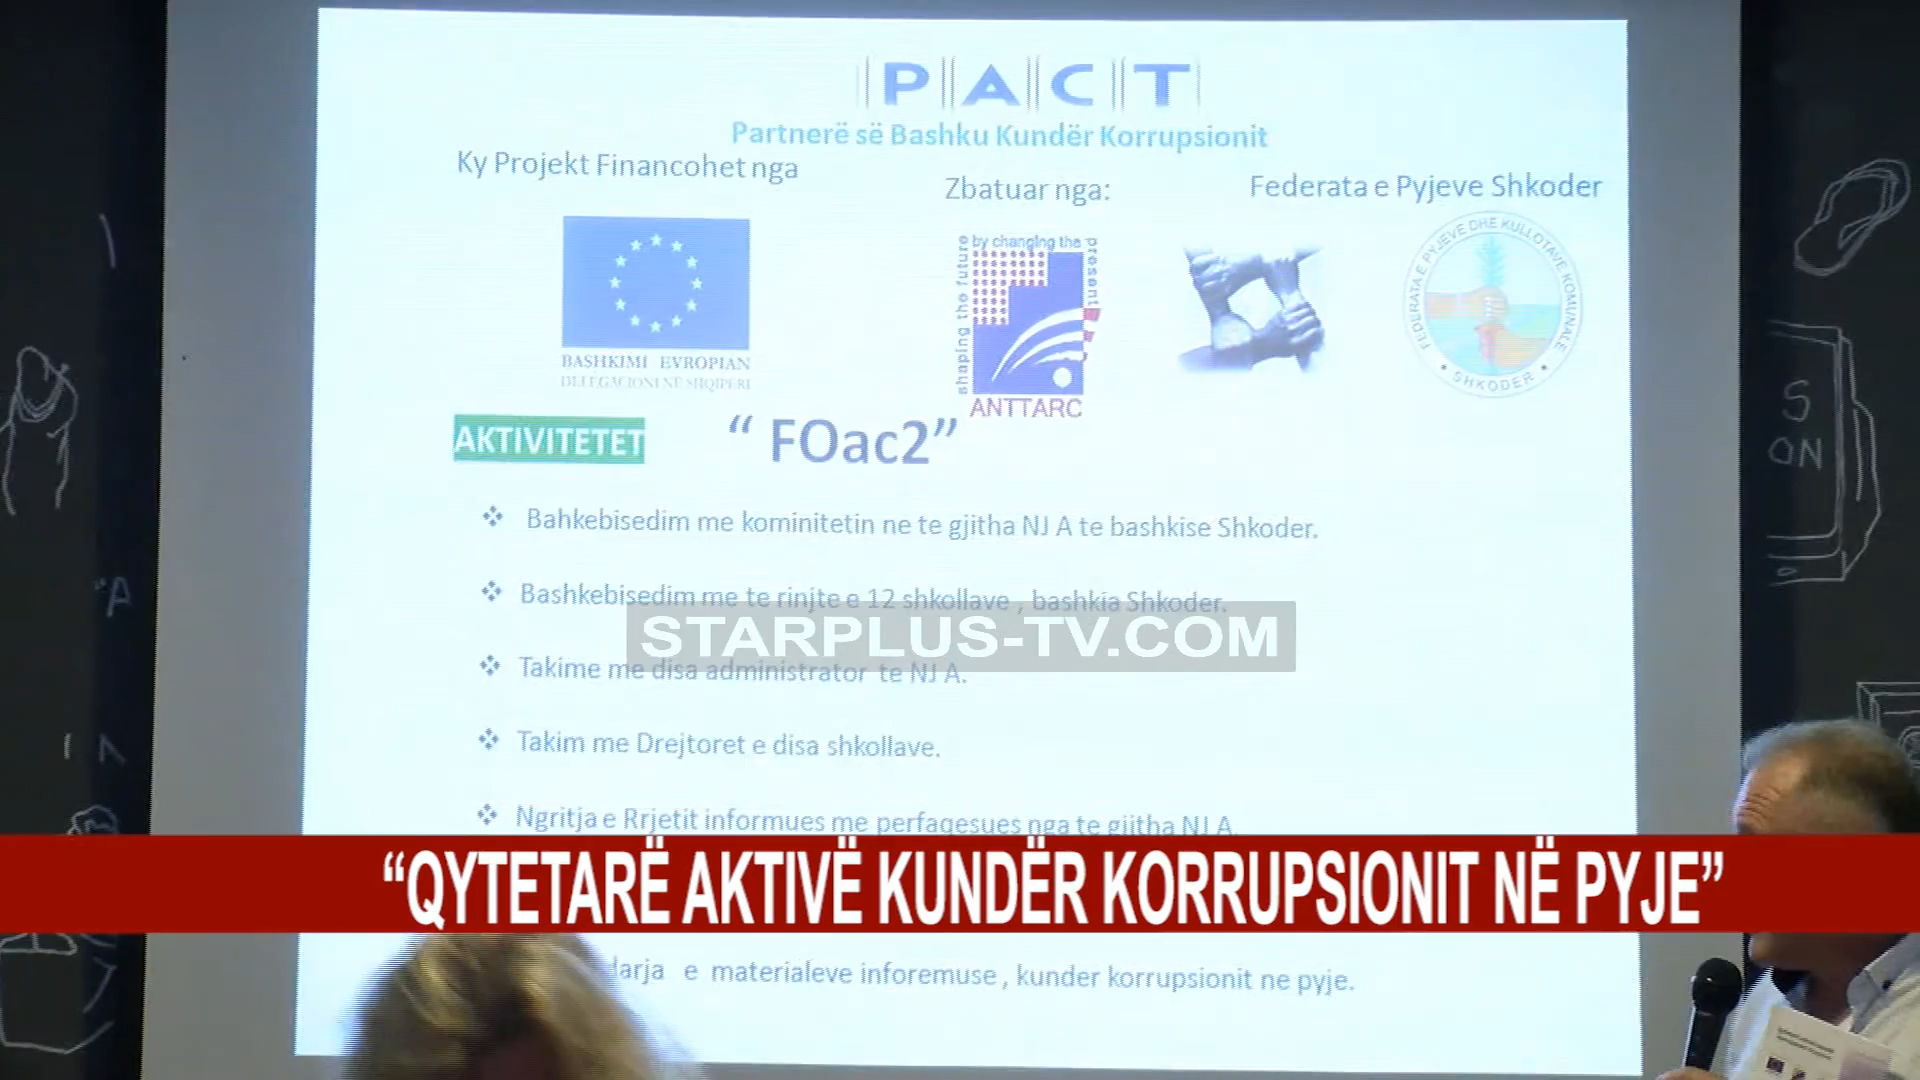 PACT
Partnerë së Bashku Kundër Korrupsionit
Ky Projekt Financohet nga
Zbatuar nga:
Federata e Pyjeve Shkoder
BASHKIMI EVROPIAN
DELEGACIONI NË SHQIPËRI
shaping the future by changing the present
ANTTARC
FEDERATA E PYJEVE DHE KULLOTAVE KOMUNALE
• SHKODER •
AKTIVITETET
“ FOac2”
Bahkebisedim me kominitetin ne te gjitha NJ A te bashkise Shkoder.
Bashkebisedim me te rinjte e 12 shkollave , bashkia Shkoder.
STARPLUS-TV.COM
Takime me disa administrator te NJ A.
Takim me Drejtoret e disa shkollave.
Ngritja e Rrjetit informues me perfaqesues nga te gjitha NJ A.
“QYTETARË AKTIVË KUNDËR KORRUPSIONIT NË PYJE”
e materialeve inforemuse , kunder korrupsionit ne pyje.
S
ON
"A